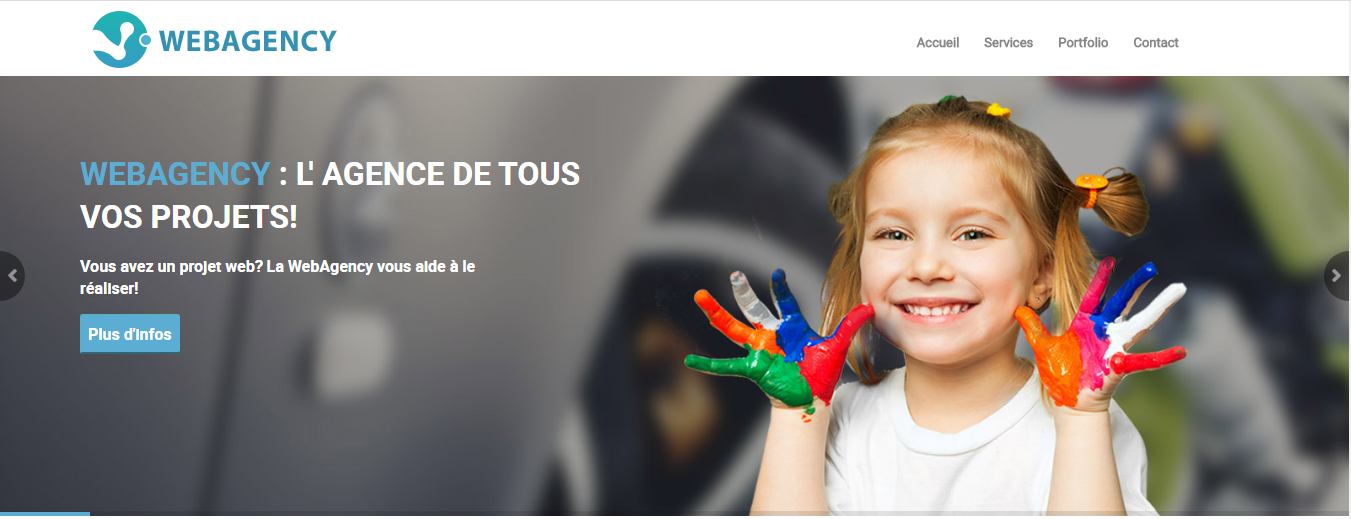 WEBAGENCY
Accueil Services Portfolio Contact
WEBAGENCY : L' AGENCE DE TOUS
VOS PROJETS!
Vous avez un projet web? La WebAgency vous aide à le
réaliser!
Plus d'infos